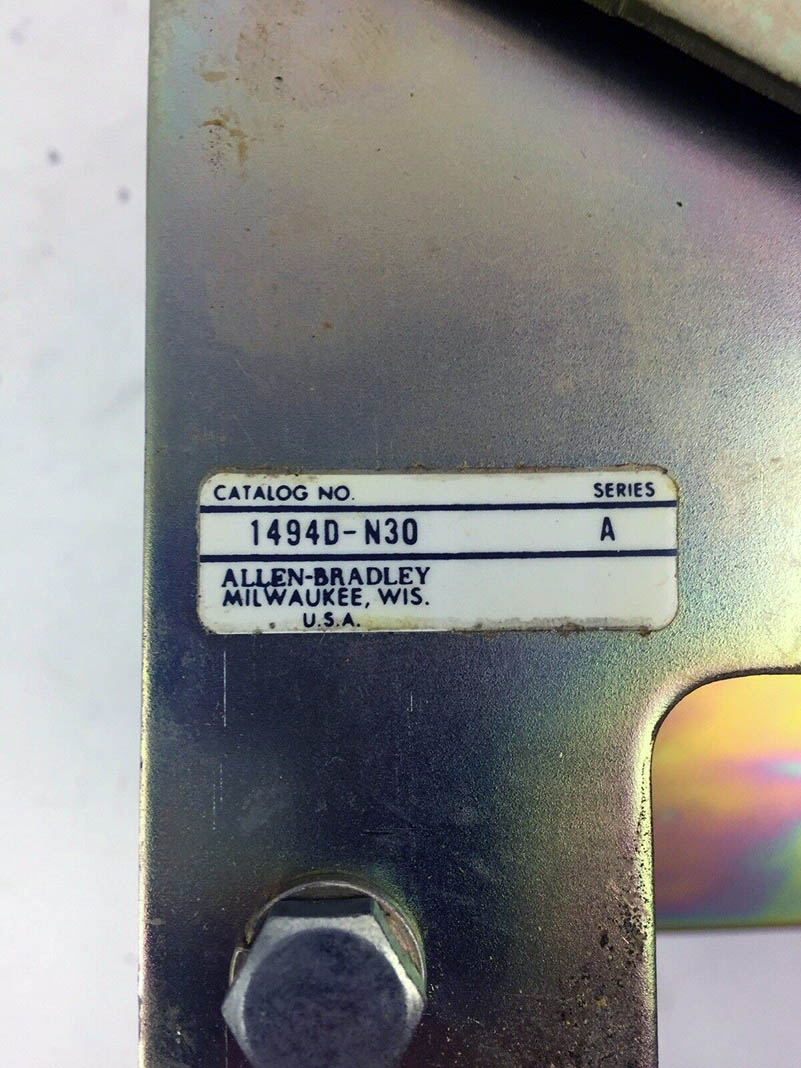 CATALOG NO. SERIES
1494D-N30 A
ALLEN-BRADLEY
MILWAUKEE, WIS.
U.S.A.